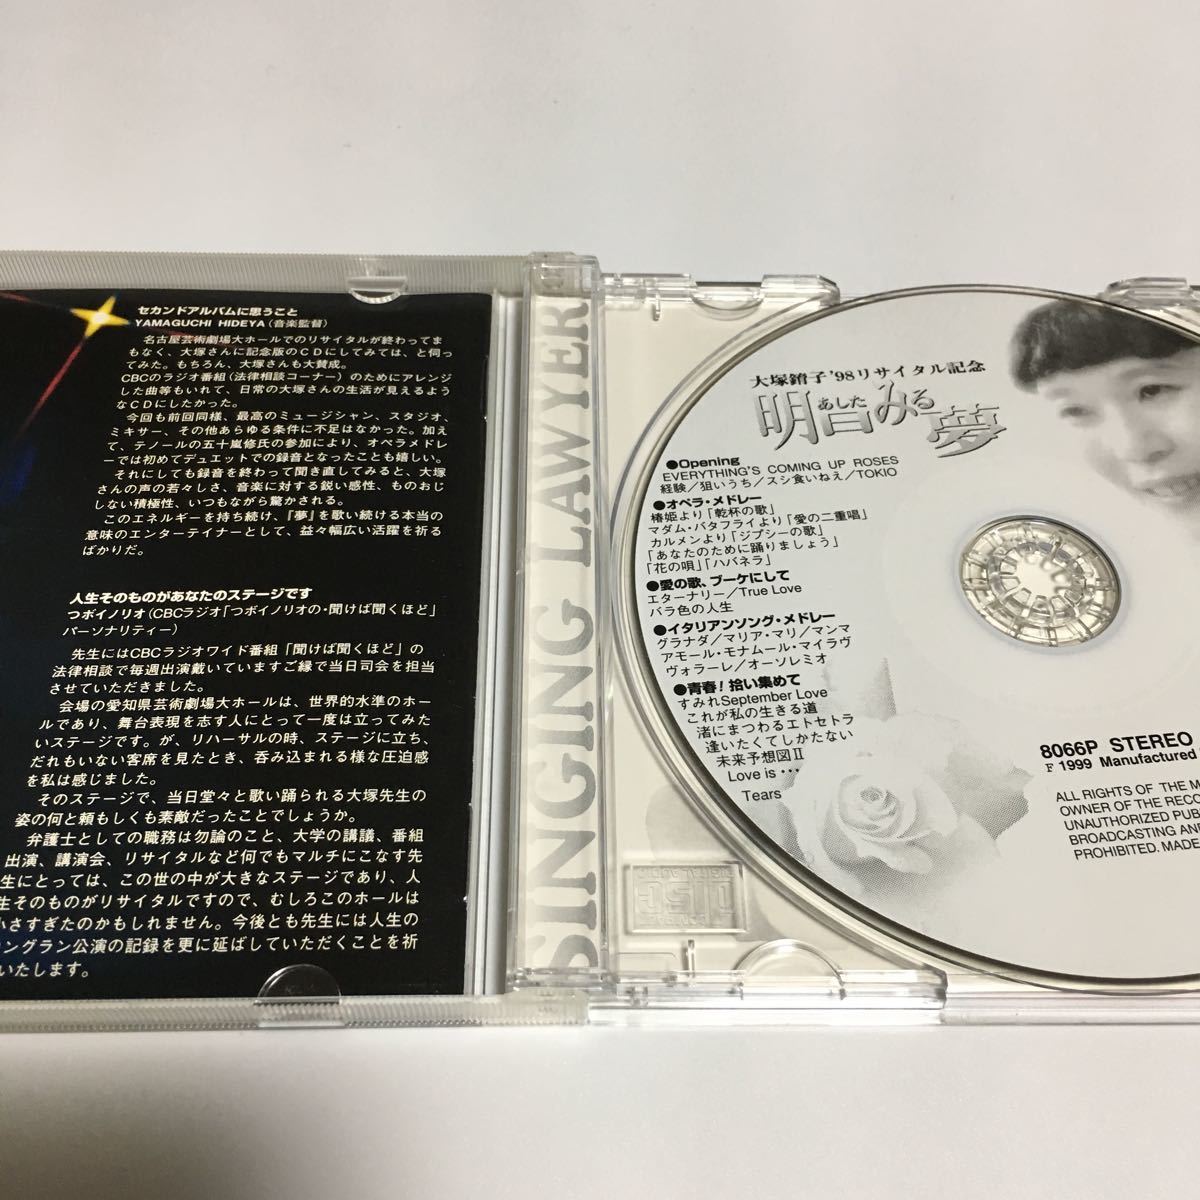 セカンドアルバムに思うこと
YAMAGUCHI HIDEYA（音楽監督）
名古屋芸術劇場大ホールでのリサイタルが終わってま
もなく、大塚さんに記念版のCDにしてみては、と伺っ
てみた。もちろん、大塚さんも大賛成。
CBCのラジオ番組（法律相談コーナー）のためにアレンジ
した曲等もいれて、日常の大塚さんの生活が見えるよう
なCDにしたかった。
今回も前回同様、最高のミュージシャン、スタジオ、
ミキサー、その他あらゆる条件に不足はなかった。加え
て、テノールの五十嵐修氏の参加により、オペラメドレ
ーでは初めてデュエットでの録音となったことも嬉しい。
それにしても録音を終わって聞き直してみると、大塚
さんの声の若々しさ、音楽に対する鋭い感性、ものおじ
しない積極性、いつもながら驚かされる。
このエネルギーを持ち続け、『夢』を歌い続ける本当の
意味のエンターテイナーとして、益々幅広い活躍を祈る
ばかりだ。
人生そのものがあなたのステージです
つボイノリオ（CBCラジオ「つボイノリオの・聞けば聞くほど」
パーソナリティー）
先生にはCBCラジオワイド番組「聞けば聞くほど」の
法律相談で毎週出演戴いていますご縁で当日司会を担当
させていただきました。
会場の愛知県芸術劇場大ホールは、世界的水準のホー
ルであり、舞台表現を志す人にとって一度は立ってみた
いステージです。が、リハーサルの時、ステージに立ち、
だれもいない客席を見たとき、呑み込まれる様な圧迫感
を私は感じました。
そのステージで、当日堂々と歌い踊られる大塚先生の
姿の何と頼もしくも素敵だったことでしょうか。
弁護士としての職務は勿論のこと、大学の講議、番組
出演、講演会、リサイタルなど何でもマルチにこなす先
生にとっては、この世の中が大きなステージであり、人
生そのものがリサイタルですので、むしろこのホールは
小さすぎたのかもしれません。今後とも先生には人生の
ロングラン公演の記録を更に延ばしていただくことを祈
いたします。
SINGING LAWYER
大塚錥子'98リサイタル記念
明日みる夢
あした
●Opening
EVERYTHING'S COMING UP ROSES
経験／狙いうち／スシ食いねェ／TOKIO
●オペラ・メドレー
椿姫より「乾杯の歌」
マダム・バタフライより「愛の二重唱」
カルメンより「ジプシーの歌」
「あなたのために踊りましょう」
「花の唄」「ハバネラ」
●愛の歌、ブーケにして
エターナリー／True Love
バラ色の人生
●イタリアンソング・メドレー
グラナダ／マリア・マリ／マンマ
アモール・モナムール・マイラヴ
ヴォラーレ／オーソレミオ
●青春！拾い集めて
すみれSeptember Love
これが私の生きる道
渚にまつわるエトセトラ
逢いたくてしかたない
未来予想図Ⅱ
Love is …
Tears
8066P STEREO
℉ 1999 Manufactured
ALL RIGHTS OF THE M
OWNER OF THE RECO
UNAUTHORIZED PUB
BROADCASTING AN
PROHIBITED. MADE
DISC
DIGITAL AUDIO